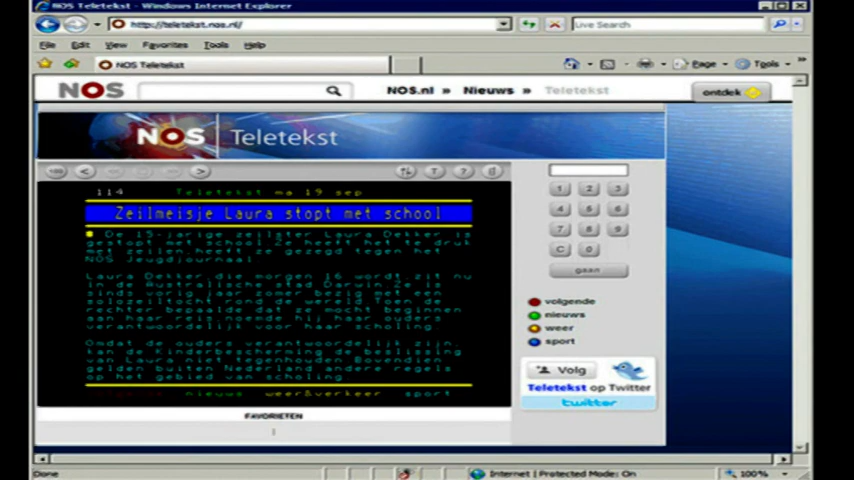 NOS Teletekst - Windows Internet Explorer
http://teletekst.nos.nl/
Live Search
File Edit View Favorites Tools Help
NOS Teletekst
Page Tools
NOS
NOS.nl » Nieuws » Teletekst
ontdek
NOS Teletekst
114 Teletekst ma 19 sep
Zeilmeisje Laura stopt met school
De 15-jarige zeilster Laura Dekker is
gestopt met school. Ze heeft het te druk
met zeilen heeft ze gezegd tegen het
NOS Jeugdjournaal
Laura Dekker, die morgen 16 wordt, zit nu
in de Australische stad Darwin. Ze is
sinds vorig jaar bezig met een
solozeiltocht rond de wereld. Toen de
rechter bepaalde dat ze mocht beginnen
aan haar reis, noemde hij haar ouders
verantwoordelijk voor haar scholing
Omdat de ouders verantwoordelijk zijn,
kan de kinderbescherming de beslissing
van Laura niet tegenhouden. Bovendien
gelden buiten Nederland andere regels
op het gebied van scholing
nieuws weer&verkeer sport
1 2 3
4 5 6
7 8 9
C 0
gaan
volgende
nieuws
weer
sport
Volg
Teletekst op Twitter
twitter
FAVORIETEN
Done
Internet | Protected Mode: On
100%